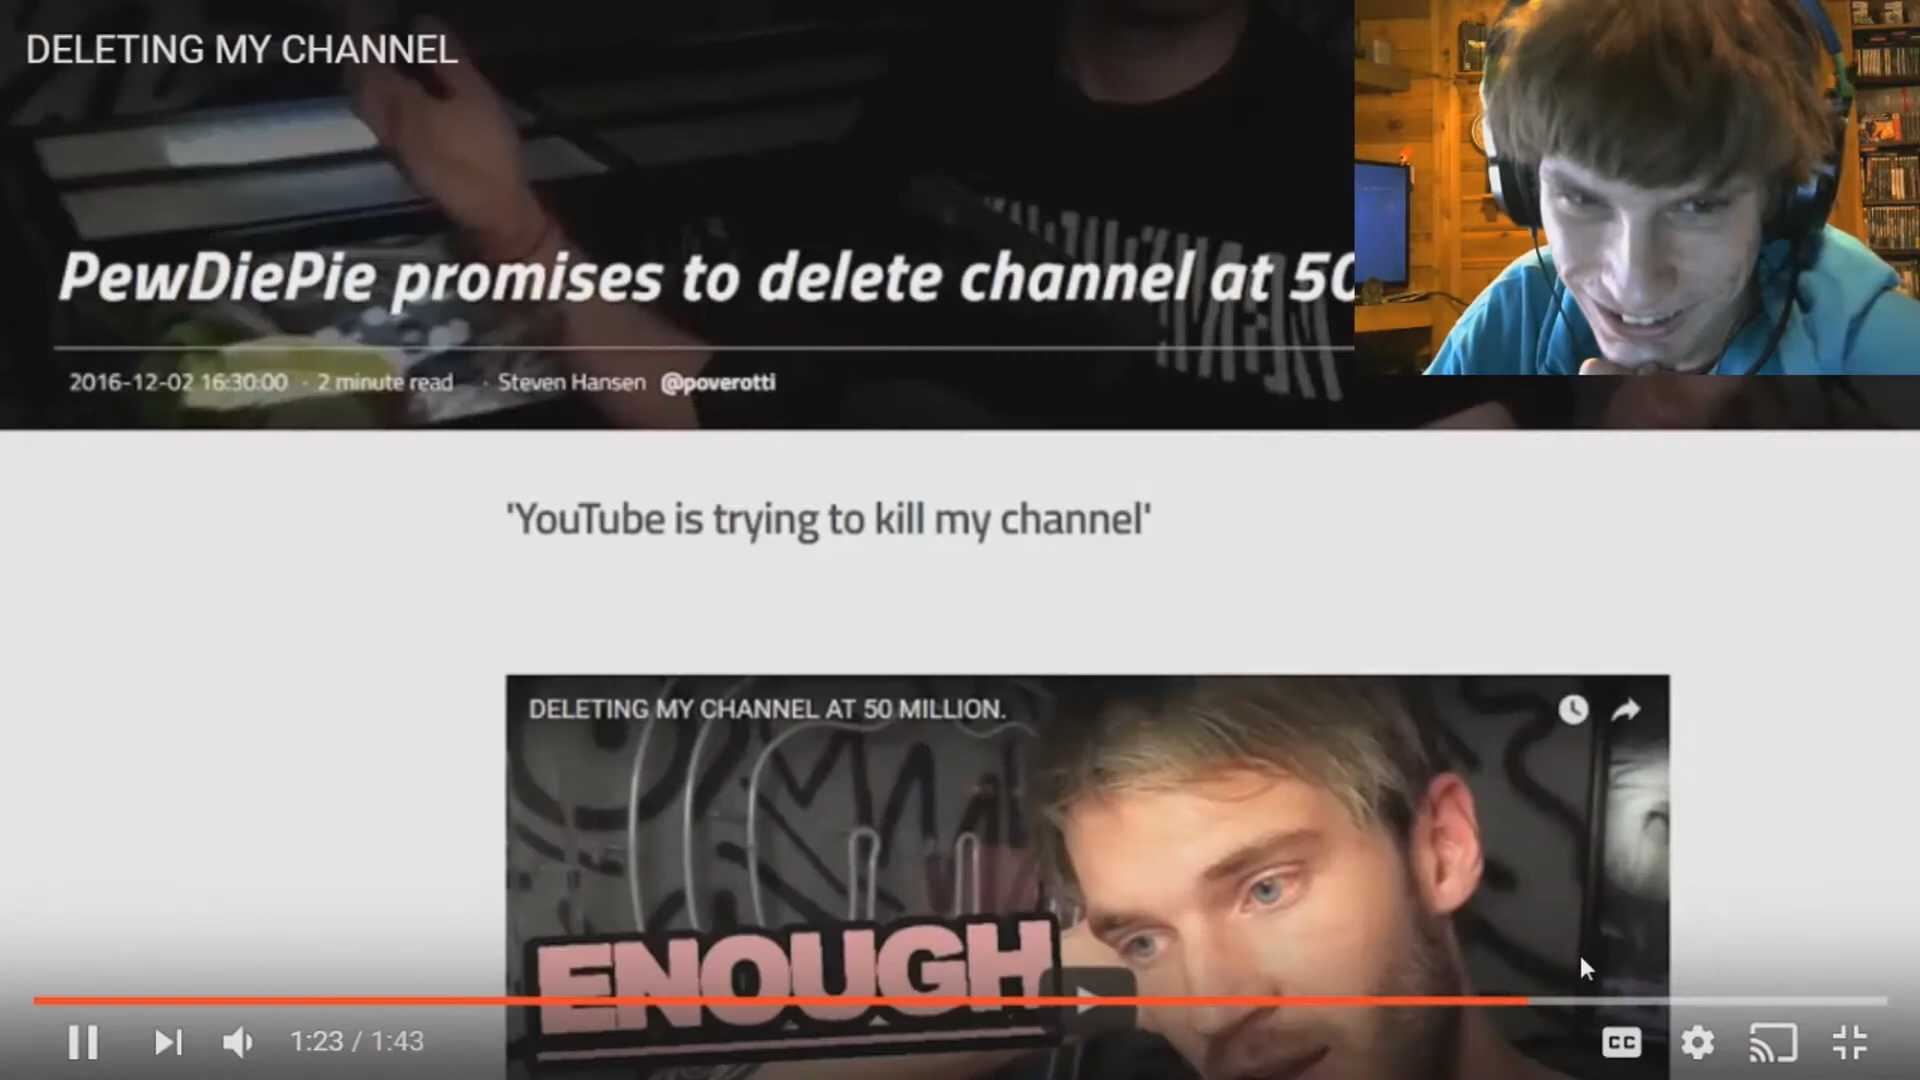 DELETING MY CHANNEL
PewDiePie promises to delete channel at 50
2016-12-02 16:30:00 · 2 minute read · Steven Hansen @poverotti
'YouTube is trying to kill my channel'
DELETING MY CHANNEL AT 50 MILLION.
ENOUGH
1:23 / 1:43
CC